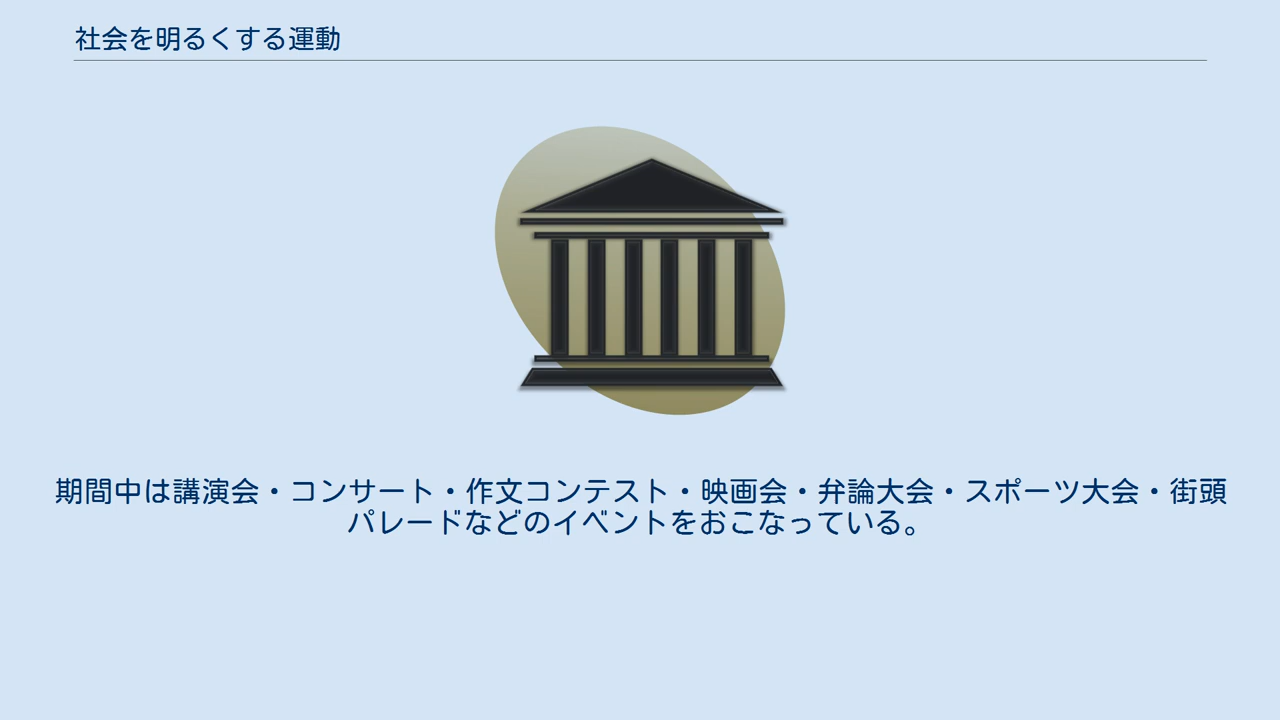 社会を明るくする運動
期間中は講演会・コンサート・作文コンテスト・映画会・弁論大会・スポーツ大会・街頭
パレードなどのイベントをおこなっている。